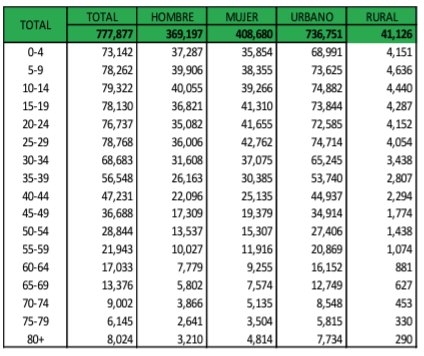 TOTAL TOTAL HOMBRE MUJER URBANO RURAL
777,877 369,197 408,680 736,751 41,126
0-4 73,142 37,287 35,854 68,991 4,151
5-9 78,262 39,906 38,355 73,625 4,636
10-14 79,322 40,055 39,266 74,882 4,440
15-19 78,130 36,821 41,310 73,844 4,287
20-24 76,737 35,082 41,655 72,585 4,152
25-29 78,768 36,006 42,762 74,714 4,054
30-34 68,683 31,608 37,075 65,245 3,438
35-39 56,548 26,163 30,385 53,740 2,807
40-44 47,231 22,096 25,135 44,937 2,294
45-49 36,688 17,309 19,379 34,914 1,774
50-54 28,844 13,537 15,307 27,406 1,438
55-59 21,943 10,027 11,916 20,869 1,074
60-64 17,033 7,779 9,255 16,152 881
65-69 13,376 5,802 7,574 12,749 627
70-74 9,002 3,866 5,135 8,548 453
75-79 6,145 2,641 3,504 5,815 330
80+ 8,024 3,210 4,814 7,734 290